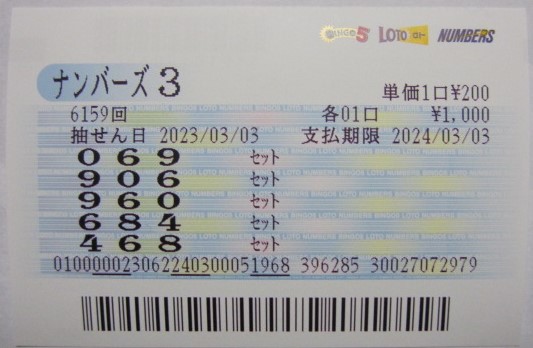 BINGO5 LOTO 6/7 NUMBERS
ナンバーズ3
単価1口¥200
6159回 各01口 ¥1,000
抽せん日 2023/03/03 支払期限 2024/03/03
069 セット
906 セット
960 セット
684 セット
468 セット
010000023062240300051968 396285 30027072979